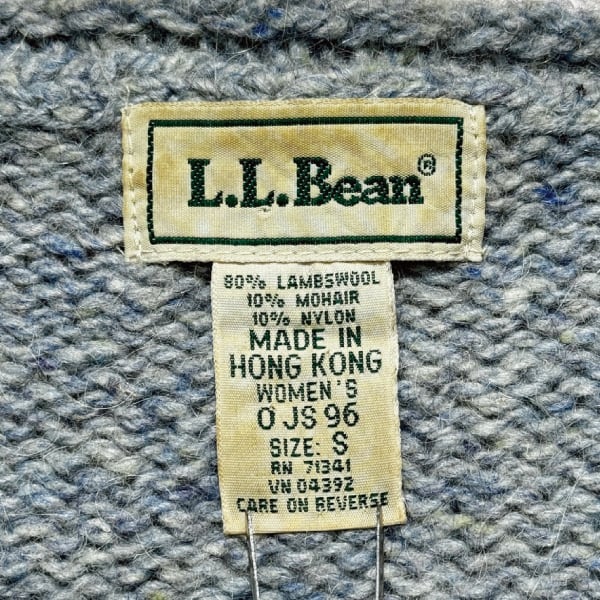 L.L.Bean®
80% LAMBSWOOL
10% MOHAIR
10% NYLON
MADE IN
HONG KONG
WOMEN'S
0 JS 96
SIZE: S
RN 71341
VN 04392
CARE ON REVERSE